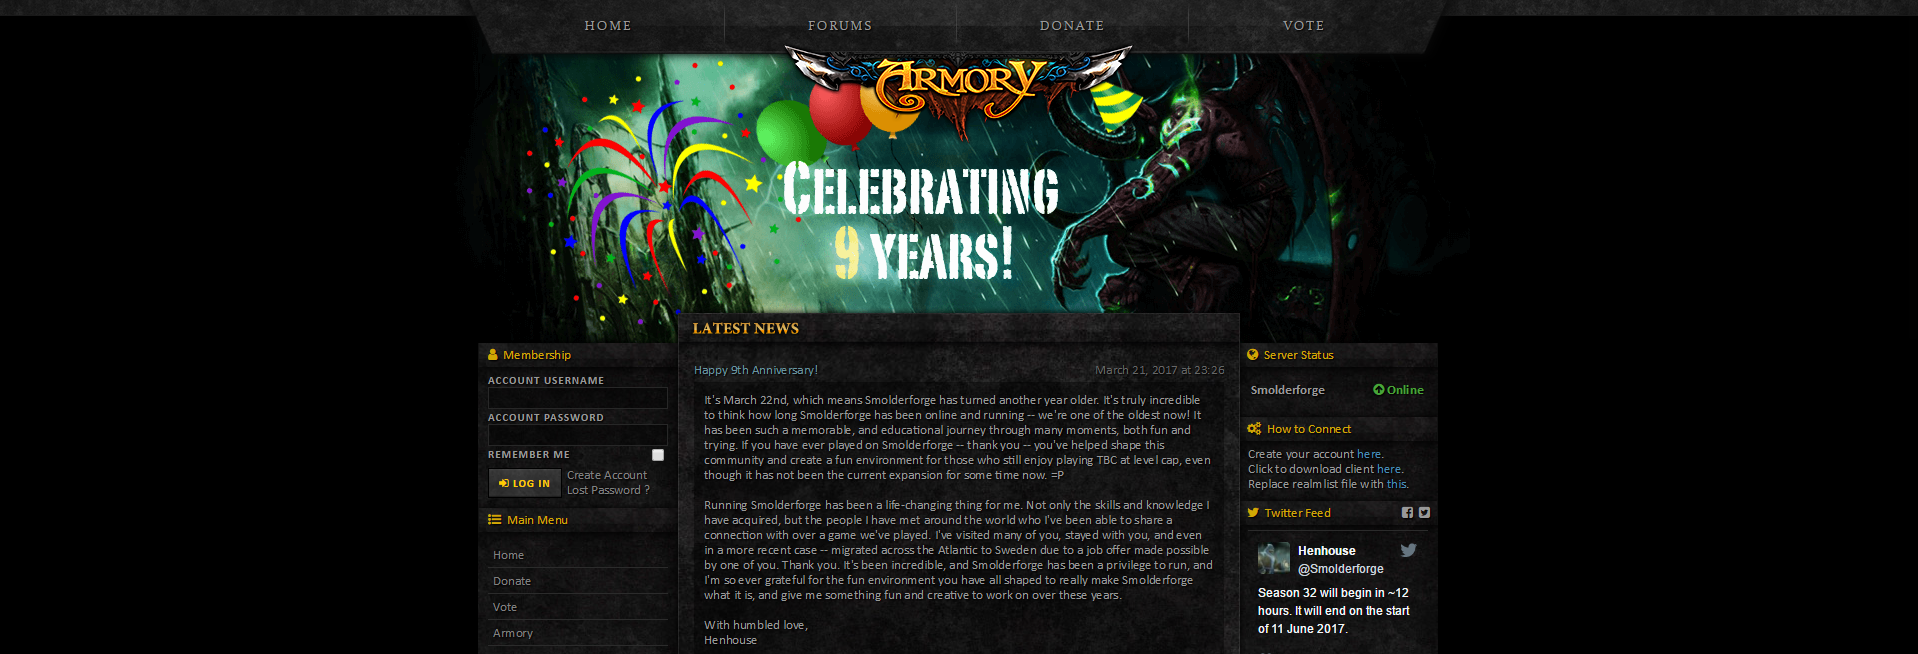 HOME
FORUMS
DONATE
VOTE
ARMORY
CELEBRATING
9 YEARS!
LATEST NEWS
Membership
ACCOUNT USERNAME
ACCOUNT PASSWORD
REMEMBER ME
LOG IN
Create Account
Lost Password ?
Main Menu
Home
Donate
Vote
Armory
Happy 9th Anniversary!
March 21, 2017 at 23:26
It's March 22nd, which means Smolderforge has turned another year older. It's truly incredible
to think how long Smolderforge has been online and running -- we're one of the oldest now! It
has been such a memorable, and educational journey through many moments, both fun and
trying. If you have ever played on Smolderforge -- thank you -- you've helped shape this
community and create a fun environment for those who still enjoy playing TBC at level cap, even
though it has not been the current expansion for some time now. =P
Running Smolderforge has been a life-changing thing for me. Not only the skills and knowledge I
have acquired, but the people I have met around the world who I've been able to share a
connection with over a game we've played. I've visited many of you, stayed with you, and even
in a more recent case -- migrated across the Atlantic to Sweden due to a job offer made possible
by one of you. Thank you. It's been incredible, and Smolderforge has been a privilege to run, and
I'm so ever grateful for the fun environment you have all shaped to really make Smolderforge
what it is, and give me something fun and creative to work on over these years.
With humbled love,
Henhouse
Server Status
Smolderforge
Online
How to Connect
Create your account here.
Click to download client here.
Replace realmlist file with this.
Twitter Feed
Henhouse
@Smolderforge
Season 32 will begin in ~12
hours. It will end on the start
of 11 June 2017.